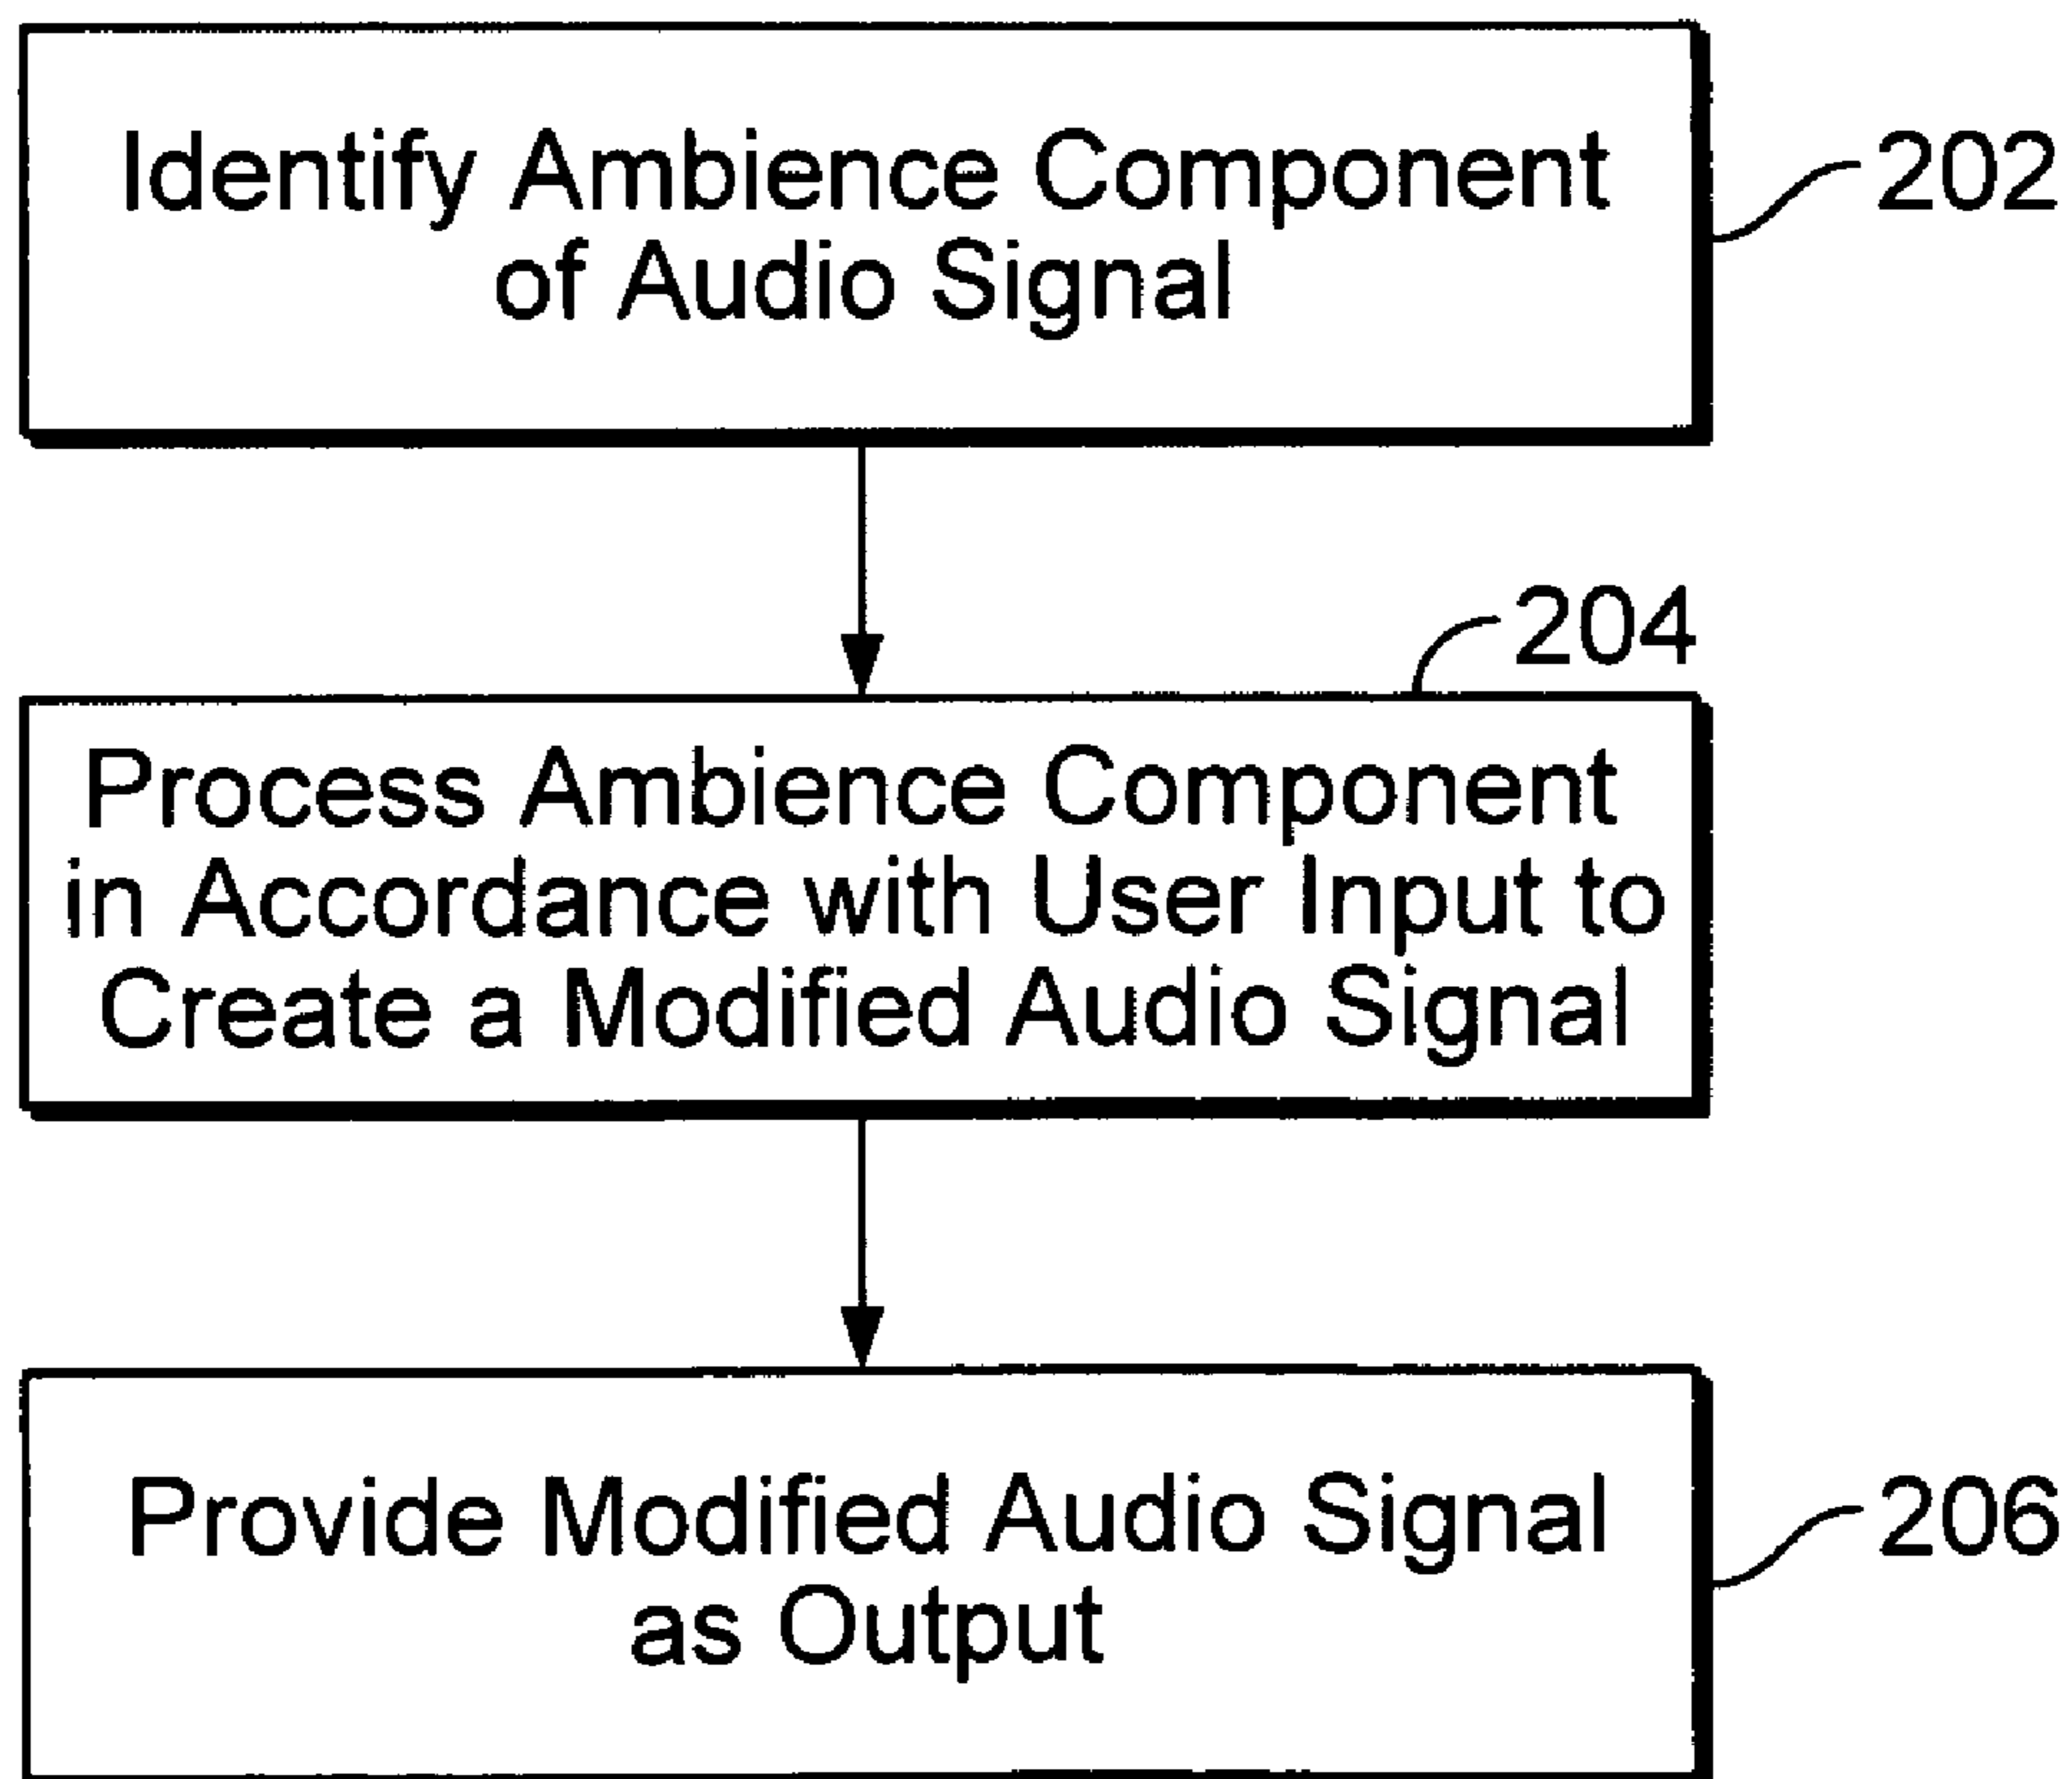 Identify Ambience Component
of Audio Signal
202
204
Process Ambience Component
in Accordance with User Input to
Create a Modified Audio Signal
Provide Modified Audio Signal
as Output
206